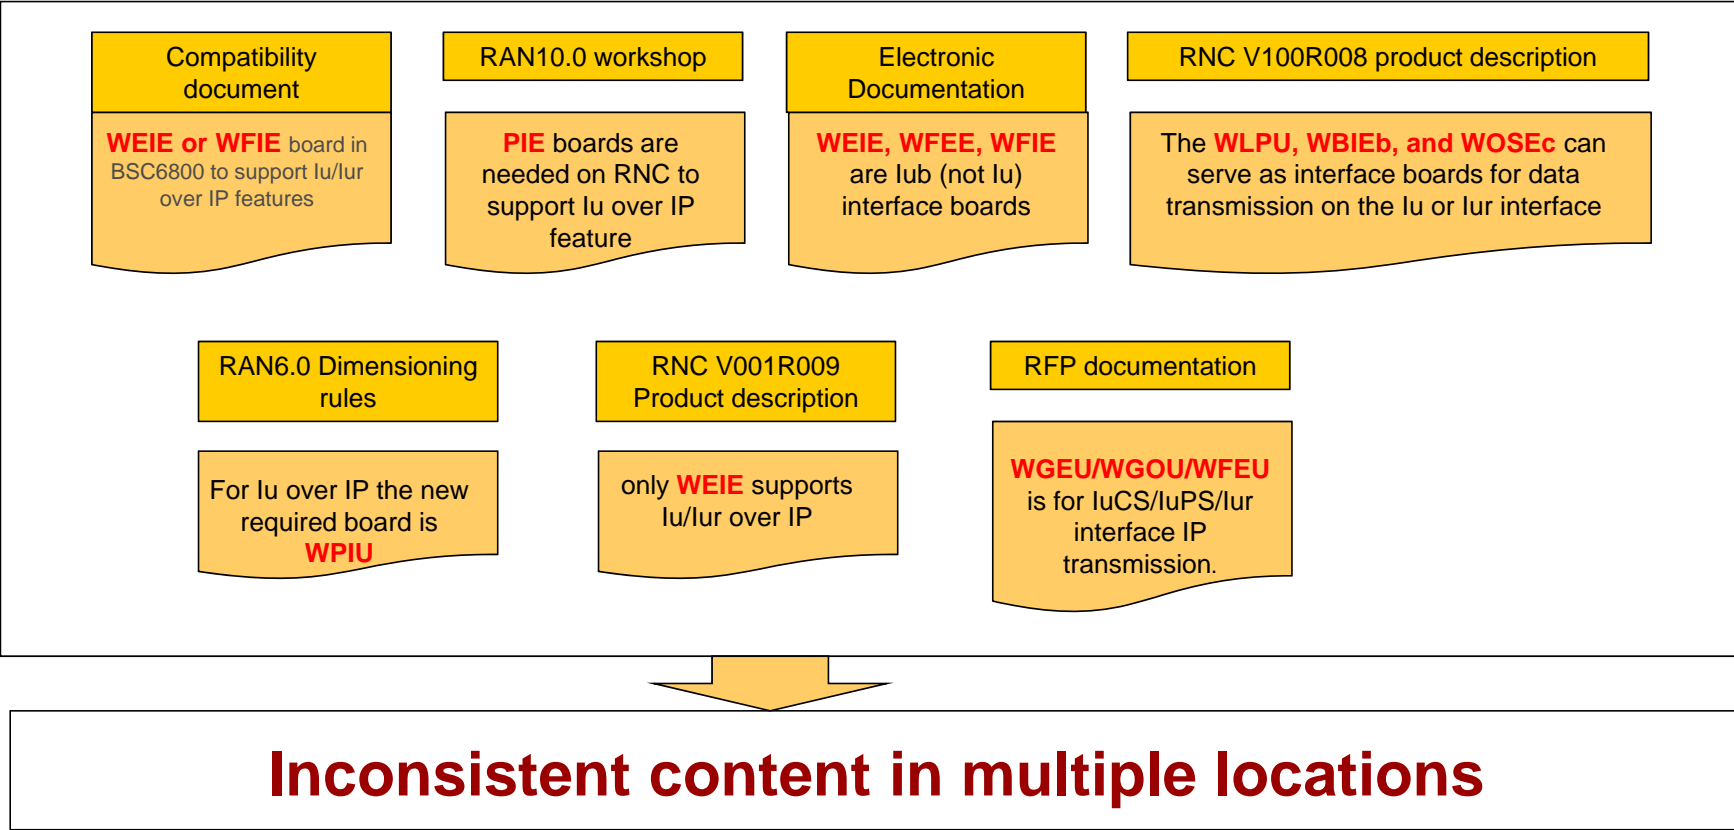 Compatibility
document
WEIE or WFIE board in
BSC6800 to support Iu/Iur
over IP features
RAN10.0 workshop
PIE boards are
needed on RNC to
support Iu over IP
feature
Electronic
Documentation
WEIE, WFEE, WFIE
are Iub (not Iu)
interface boards
RNC V100R008 product description
The WLPU, WBIEb, and WOSEc can
serve as interface boards for data
transmission on the Iu or Iur interface
RAN6.0 Dimensioning
rules
For Iu over IP the new
required board is
WPIU
RNC V001R009
Product description
only WEIE supports
Iu/Iur over IP
RFP documentation
WGEU/WGOU/WFEU
is for IuCS/IuPS/Iur
interface IP
transmission.
Inconsistent content in multiple locations